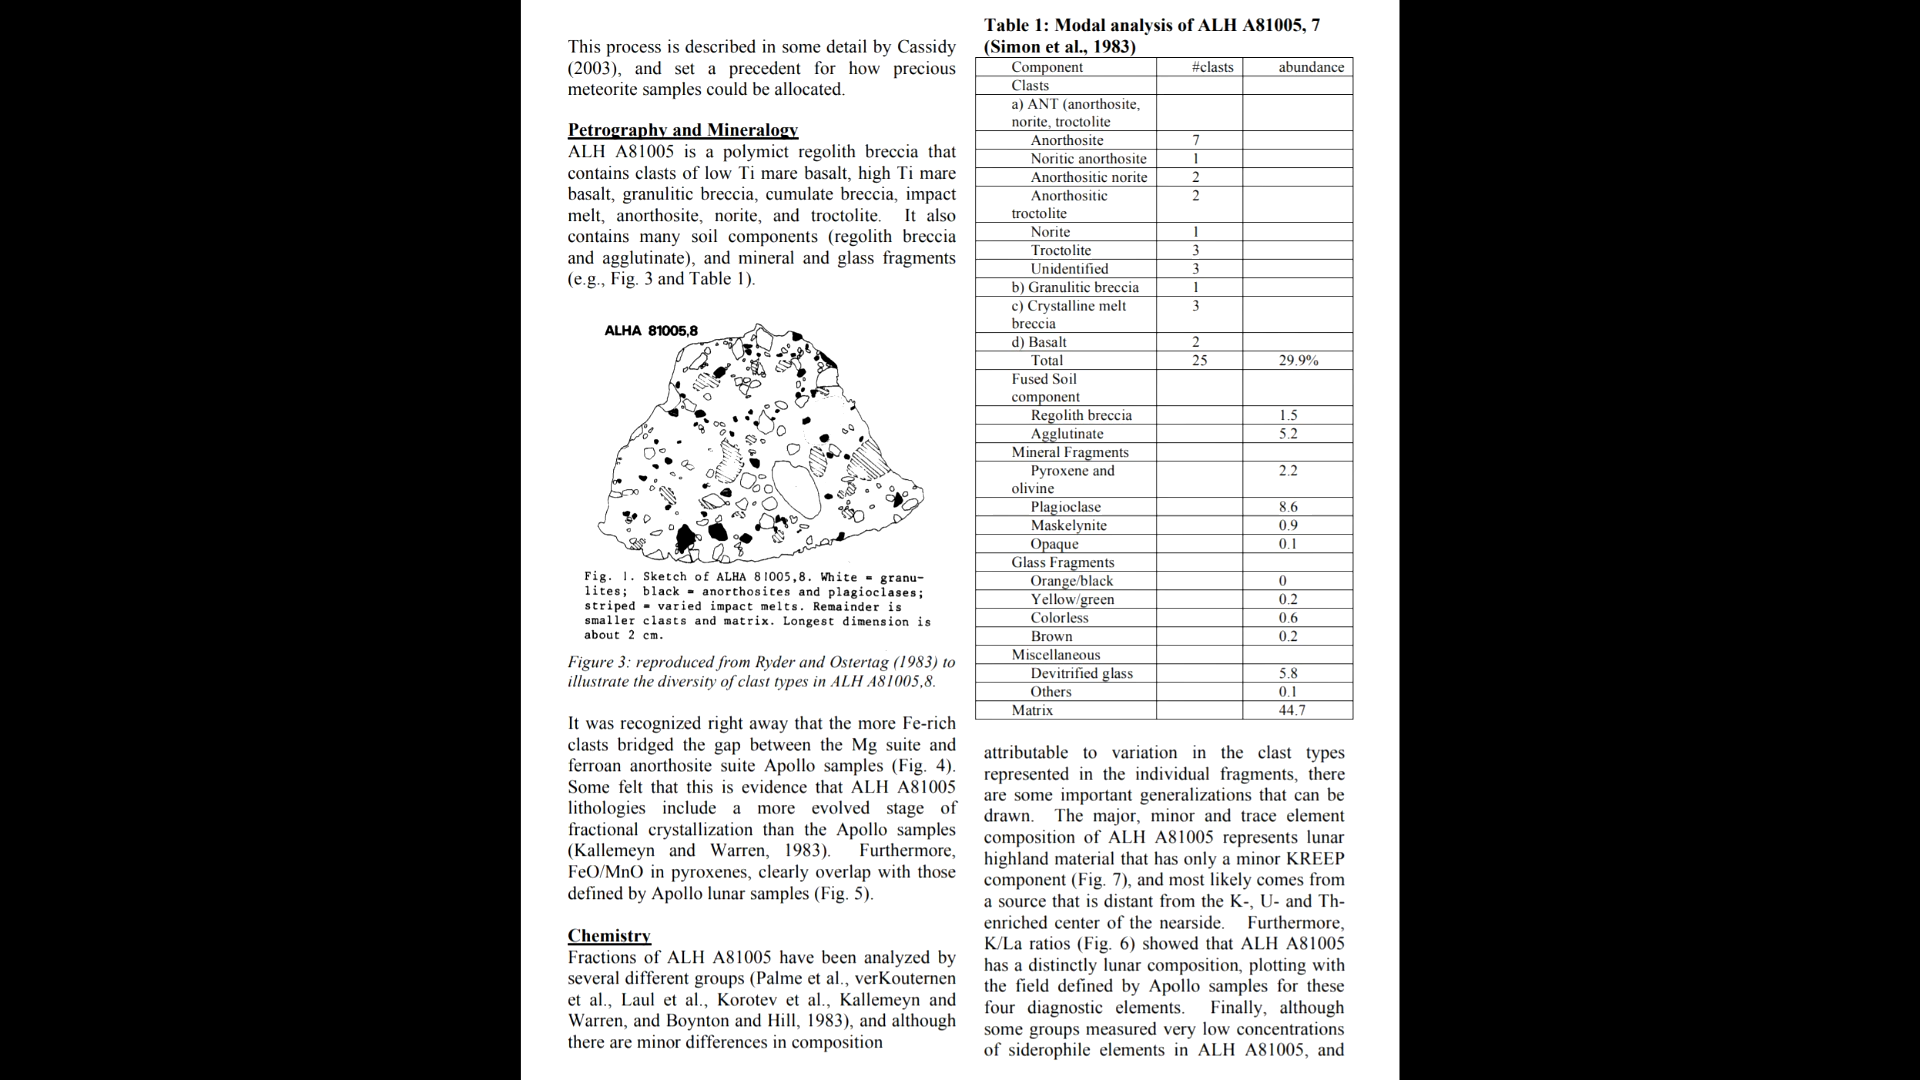 This process is described in some detail by Cassidy
(2003), and set a precedent for how precious
meteorite samples could be allocated.
Petrography and Mineralogy
ALH A81005 is a polymict regolith breccia that
contains clasts of low Ti mare basalt, high Ti mare
basalt, granulitic breccia, cumulate breccia, impact
melt, anorthosite, norite, and troctolite. It also
contains many soil components (regolith breccia
and agglutinate), and mineral and glass fragments
(e.g., Fig. 3 and Table 1).
ALHA 81005,8
Fig. 1. Sketch of ALHA 81005,8. White = granu-
lites; black = anorthosites and plagioclases;
striped = varied impact melts. Remainder is
smaller clasts and matrix. Longest dimension is
about 2 cm.
Figure 3: reproduced from Ryder and Ostertag (1983) to
illustrate the diversity of clast types in ALH A81005,8.
It was recognized right away that the more Fe-rich
clasts bridged the gap between the Mg suite and
ferroan anorthosite suite Apollo samples (Fig. 4).
Some felt that this is evidence that ALH A81005
lithologies include a more evolved stage of
fractional crystallization than the Apollo samples
(Kallemeyn and Warren, 1983). Furthermore,
FeO/MnO in pyroxenes, clearly overlap with those
defined by Apollo lunar samples (Fig. 5).
Chemistry
Fractions of ALH A81005 have been analyzed by
several different groups (Palme et al., verKouternen
et al., Laul et al., Korotev et al., Kallemeyn and
Warren, and Boynton and Hill, 1983), and although
there are minor differences in composition
Table 1: Modal analysis of ALH A81005, 7
(Simon et al., 1983)
Component #clasts abundance
Clasts
a) ANT (anorthosite,
norite, troctolite
Anorthosite 7
Noritic anorthosite 1
Anorthositic norite 2
Anorthositic 2
troctolite
Norite 1
Troctolite 3
Unidentified 3
b) Granulitic breccia 1
c) Crystalline melt 3
breccia
d) Basalt 2
Total 25 29.9%
Fused Soil
component
Regolith breccia 1.5
Agglutinate 5.2
Mineral Fragments
Pyroxene and 2.2
olivine
Plagioclase 8.6
Maskelynite 0.9
Opaque 0.1
Glass Fragments
Orange/black 0
Yellow/green 0.2
Colorless 0.6
Brown 0.2
Miscellaneous
Devitrified glass 5.8
Others 0.1
Matrix 44.7
attributable to variation in the clast types
represented in the individual fragments, there
are some important generalizations that can be
drawn. The major, minor and trace element
composition of ALH A81005 represents lunar
highland material that has only a minor KREEP
component (Fig. 7), and most likely comes from
a source that is distant from the K-, U- and Th-
enriched center of the nearside. Furthermore,
K/La ratios (Fig. 6) showed that ALH A81005
has a distinctly lunar composition, plotting with
the field defined by Apollo samples for these
four diagnostic elements. Finally, although
some groups measured very low concentrations
of siderophile elements in ALH A81005, and